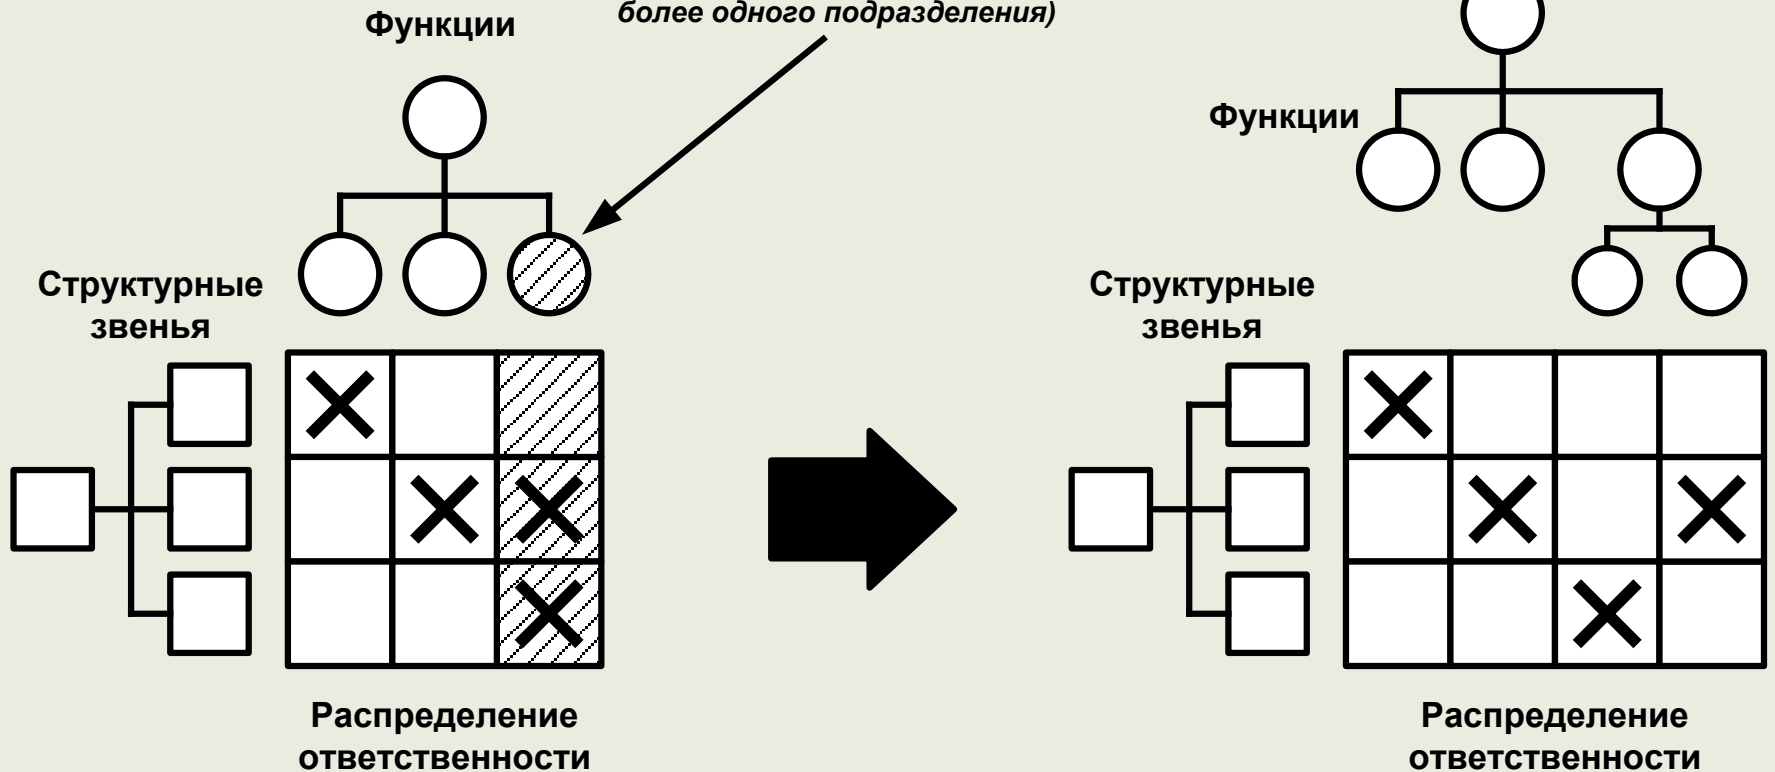 Функции
более одного подразделения)
Функции
Структурные
звенья
Структурные
звенья
Распределение
ответственности
Распределение
ответственности